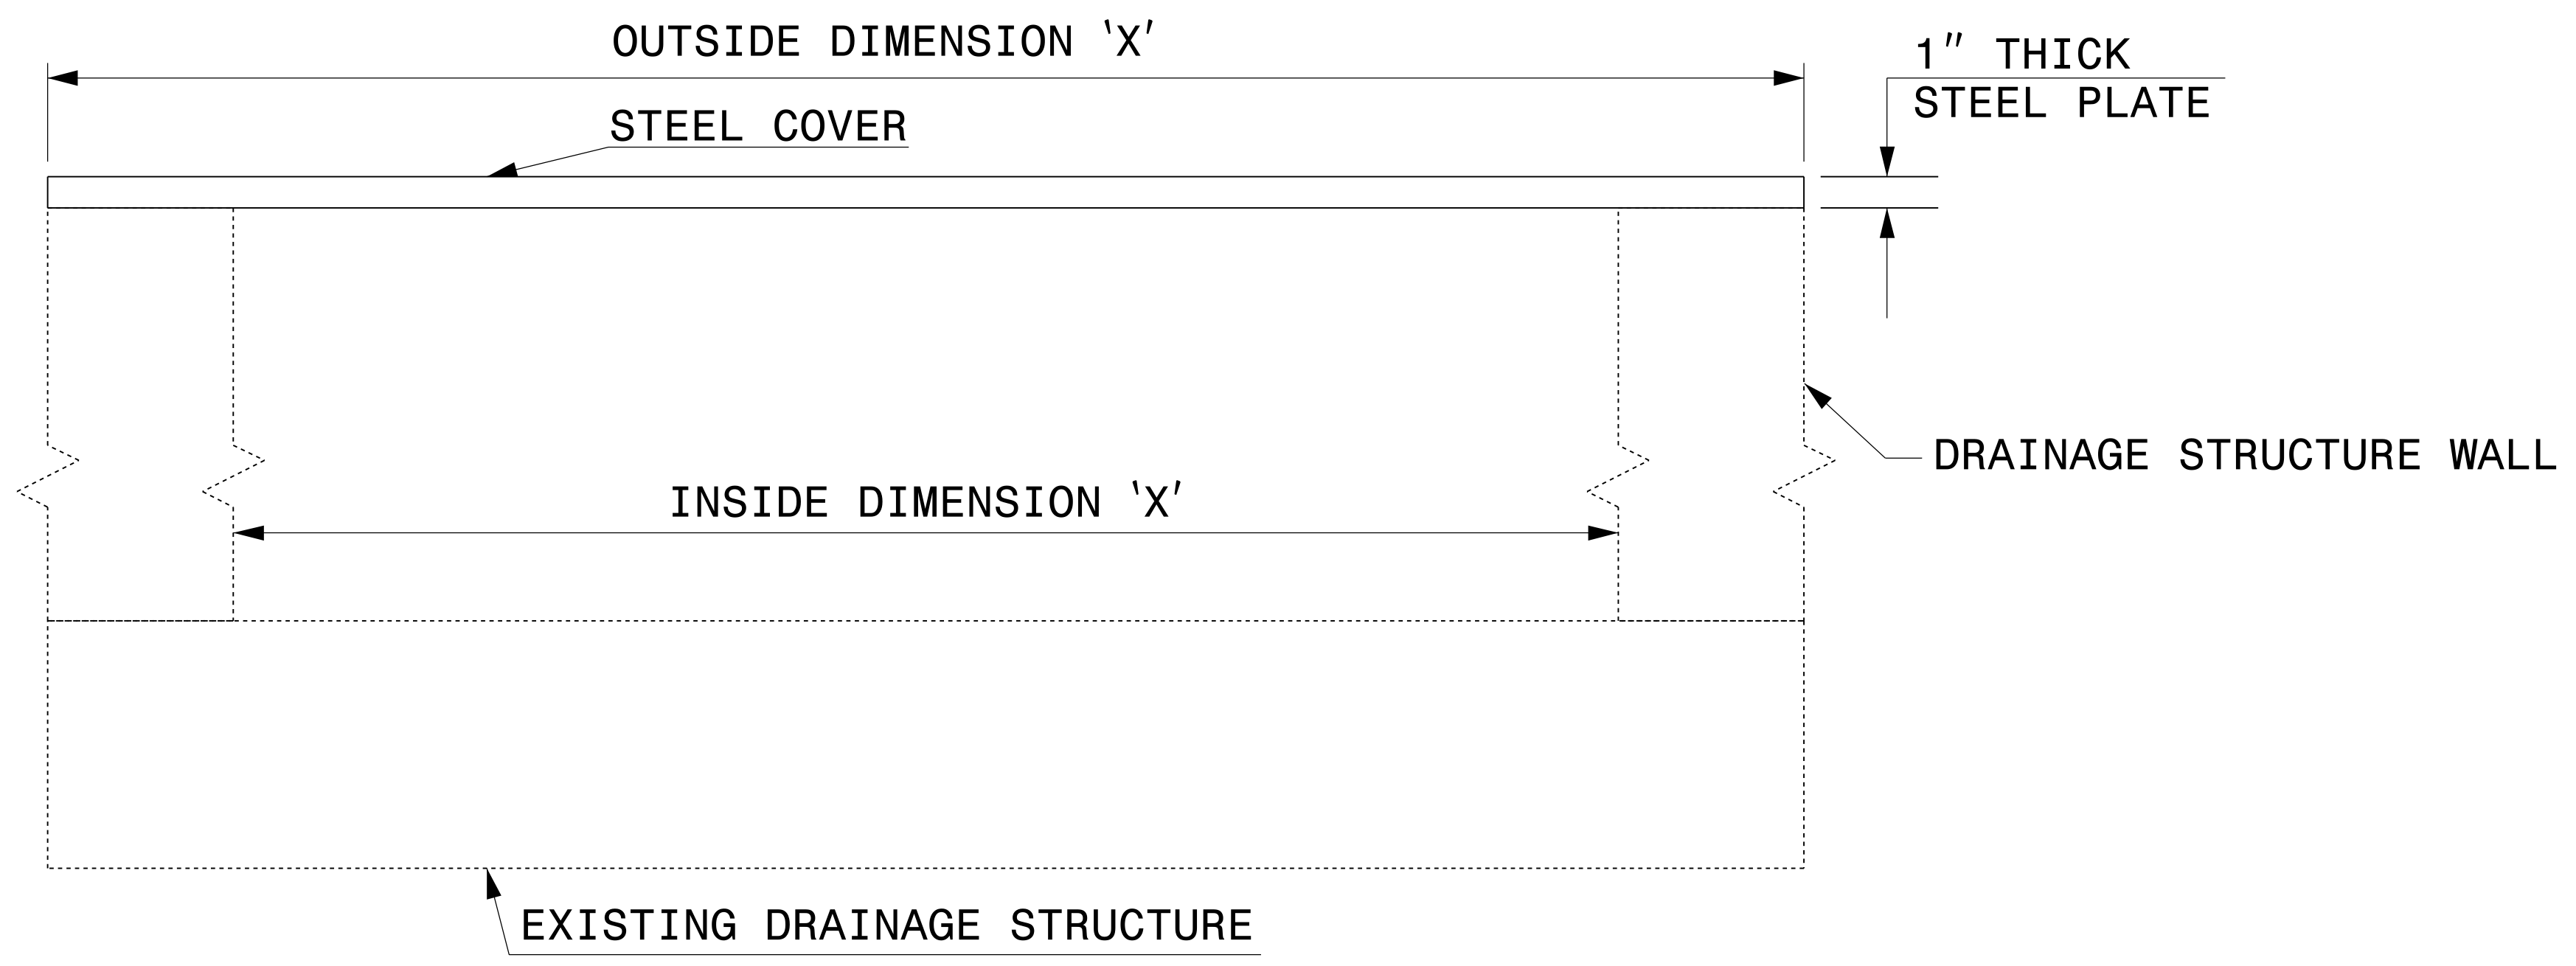 OUTSIDE DIMENSION ‘X’
1” THICK
STEEL PLATE
STEEL COVER
DRAINAGE STRUCTURE WALL
INSIDE DIMENSION ‘X’
EXISTING DRAINAGE STRUCTURE